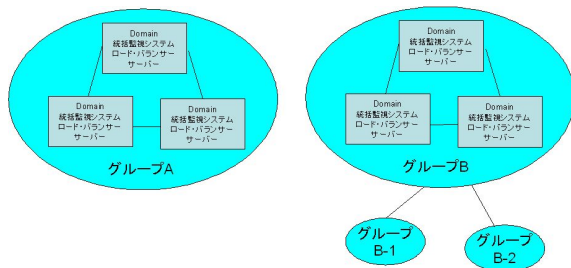 Domain
統括監視システム
ロード・バランサー
サーバー
Domain
統括監視システム
ロード・バランサー
サーバー
Domain
統括監視システム
ロード・バランサー
サーバー
グループA
Domain
統括監視システム
ロード・バランサー
サーバー
Domain
統括監視システム
ロード・バランサー
サーバー
Domain
統括監視システム
ロード・バランサー
サーバー
グループB
グループ
B-1
グループ
B-2